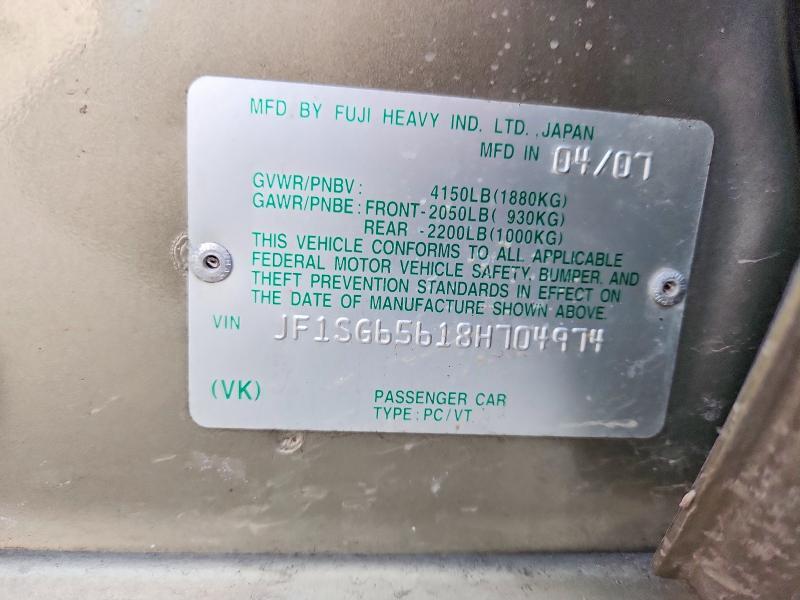 MFD. BY FUJI HEAVY IND. LTD., JAPAN
MFD IN 04/07
GVWR/PNBV: 4150LB(1880KG)
GAWR/PNBE: FRONT-2050LB( 930KG)
REAR -2200LB(1000KG)
THIS VEHICLE CONFORMS TO ALL APPLICABLE
FEDERAL MOTOR VEHICLE SAFETY, BUMPER, AND
THEFT PREVENTION STANDARDS IN EFFECT ON
THE DATE OF MANUFACTURE SHOWN ABOVE.
VIN JF1SG65618H704974
(VK) PASSENGER CAR
TYPE: PC/VT